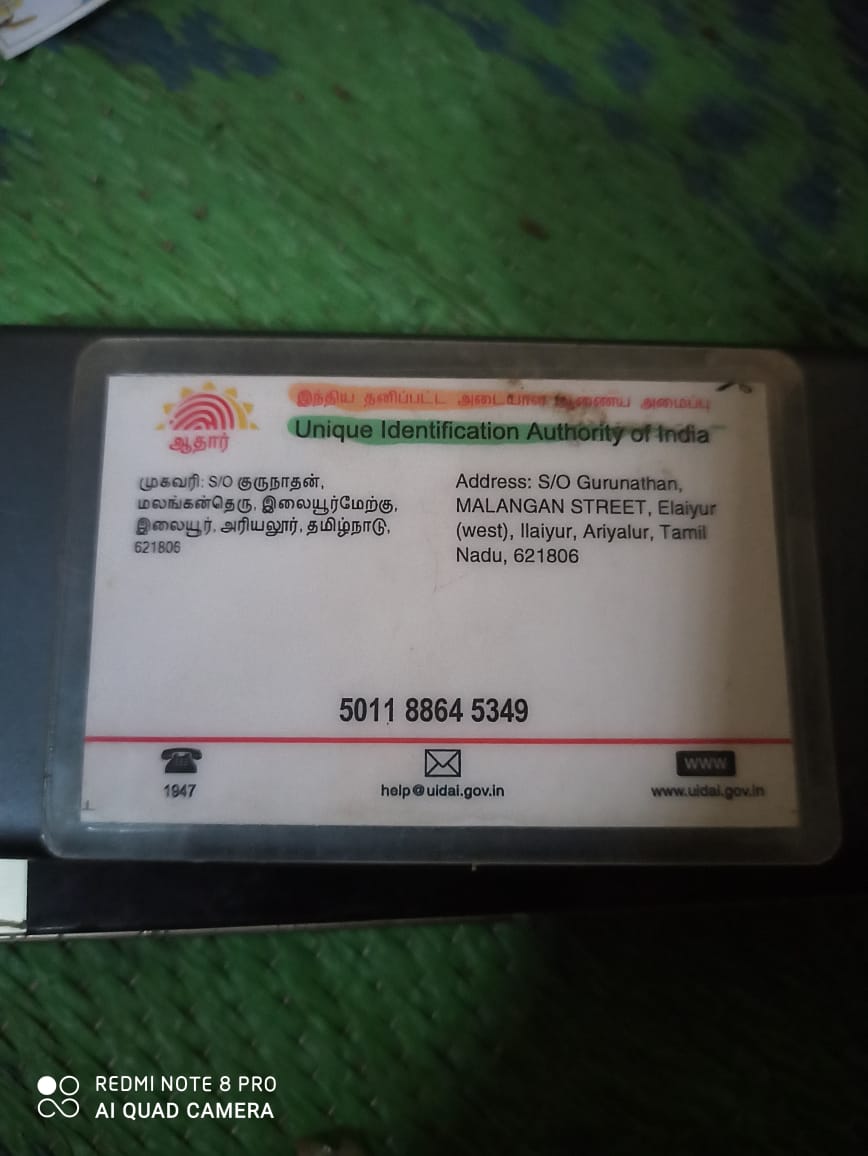 ஆதார்
இந்திய தனிப்பட்ட அடையாள ஆணைய அமைப்பு
Unique Identification Authority of India
முகவரி: S/O குருநாதன்,
மலங்கன்தெரு, இலையூர்மேற்கு,
இலையூர், அரியலூர், தமிழ்நாடு,
621806
Address: S/O Gurunathan,
MALANGAN STREET, Elaiyur
(west), Ilaiyur, Ariyalur, Tamil
Nadu, 621806
5011 8864 5349
1947
help@uidai.gov.in
WWW
www.uidai.gov.in
REDMI NOTE 8 PRO
AI QUAD CAMERA